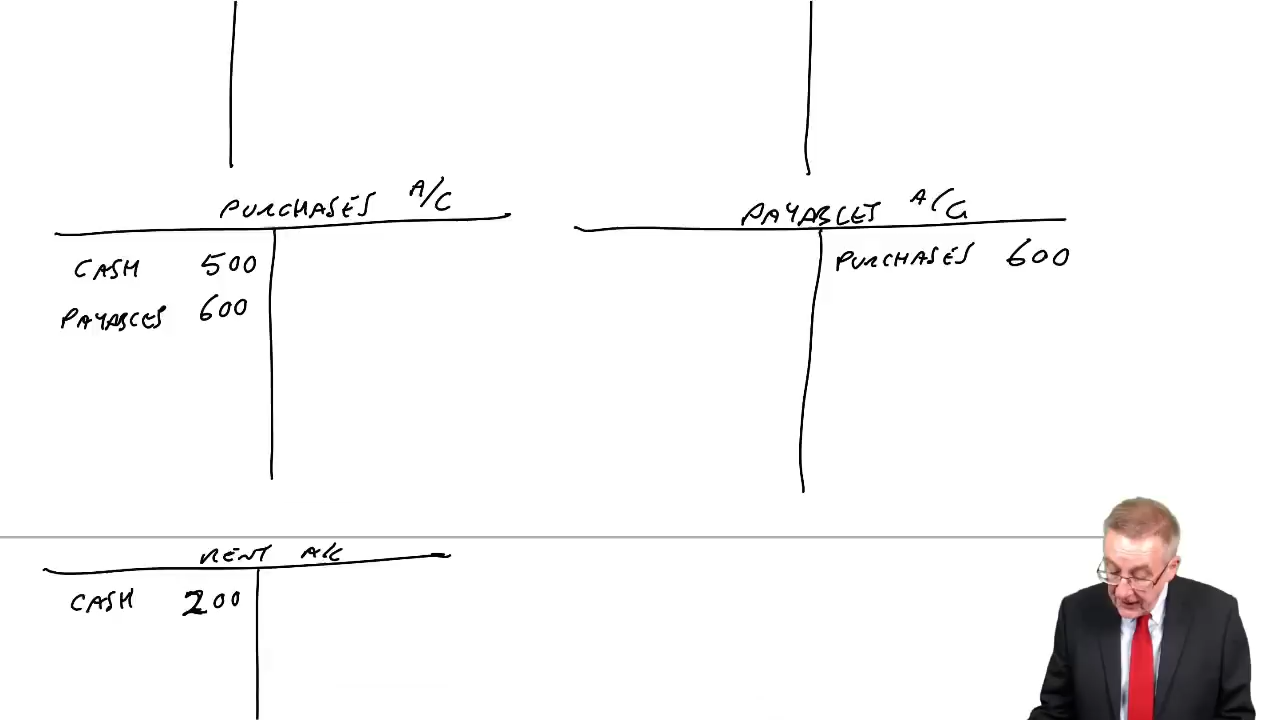 PURCHASES A/C
CASH 500
PAYABLES 600
PAYABLES A/C
PURCHASES 600
RENT A/C
CASH 200